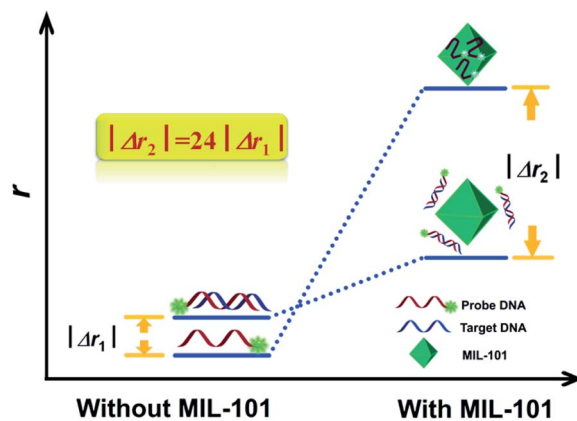 |Δr₂|=24|Δr₁|
r
|Δr₂|
|Δr₁|
Probe DNA
Target DNA
MIL-101
Without MIL-101
With MIL-101